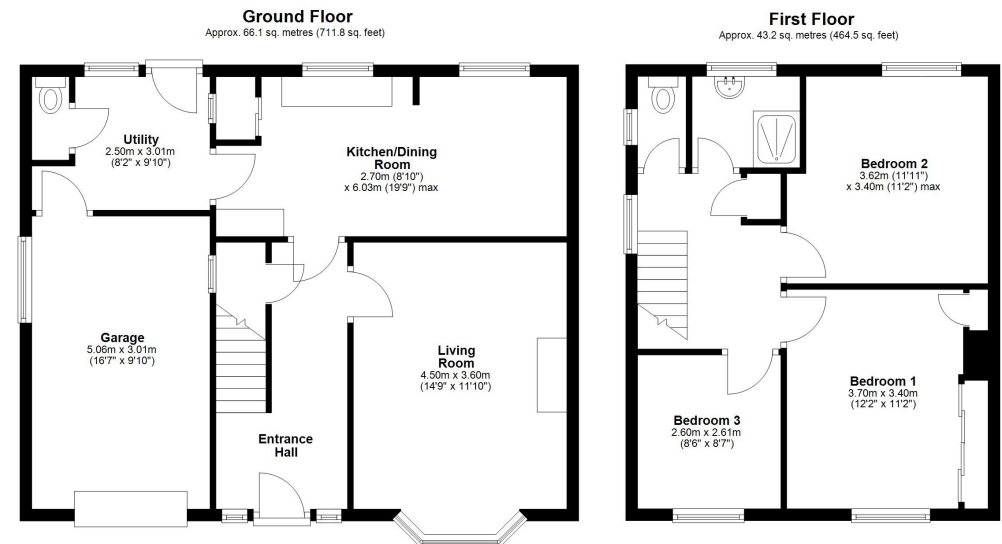 Ground Floor
Approx. 66.1 sq. metres (711.8 sq. feet)
Utility
2.50m x 3.01m
(8'2" x 9'10")
Kitchen/Dining
Room
2.70m (8'10")
x 6.03m (19'9") max
Garage
5.06m x 3.01m
(16'7" x 9'10")
Living
Room
4.50m x 3.60m
(14'9" x 11'10")
Entrance
Hall
First Floor
Approx. 43.2 sq. metres (464.5 sq. feet)
Bedroom 2
3.62m (11'11")
x 3.40m (11'2") max
Bedroom 1
3.70m x 3.40m
(12'2" x 11'2")
Bedroom 3
2.60m x 2.61m
(8'6" x 8'7")